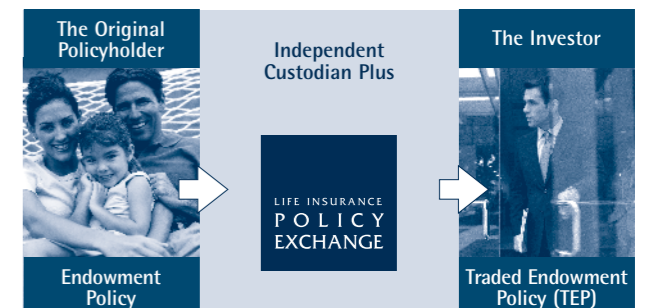 The Original
Policyholder
Independent
Custodian Plus
The Investor
LIFE INSURANCE
POLICY
EXCHANGE
Endowment
Policy
Traded Endowment
Policy (TEP)